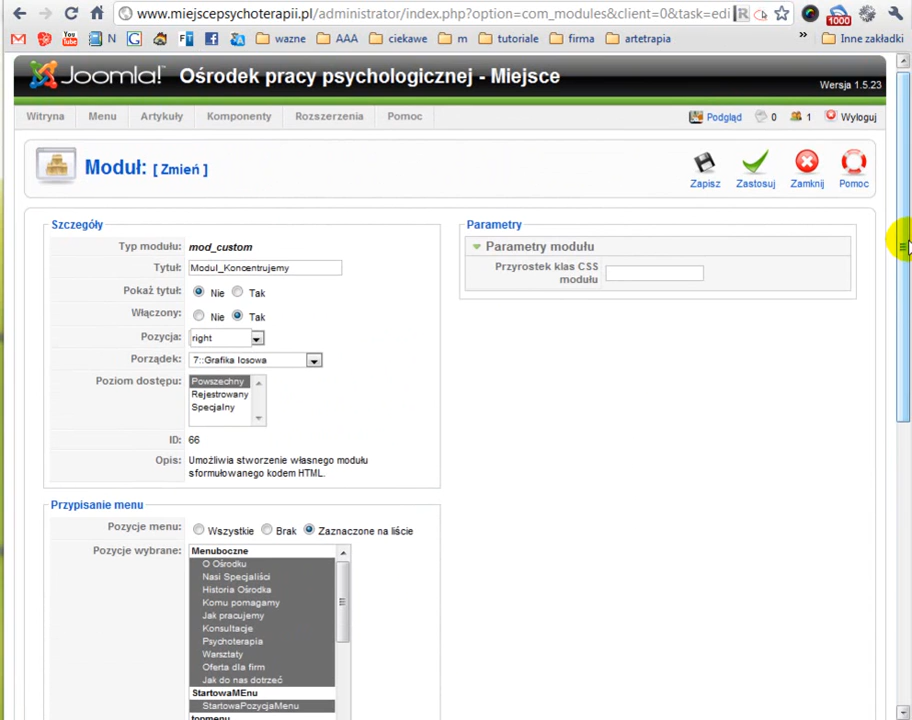 www.miejscepsychoterapii.pl/administrator/index.php?option=com_modules&client=0&task=edi
wazne AAA ciekawe m tutoriale firma artetrapia » Inne zakładki
Joomla! Ośrodek pracy psychologicznej - Miejsce
Wersja 1.5.23
Witryna Menu Artykuły Komponenty Rozszerzenia Pomoc Podgląd 0 1 Wyloguj
Moduł: [ Zmień ]
Zapisz Zastosuj Zamknij Pomoc
Szczegóły
Typ modułu: mod_custom
Tytuł: Modul_Koncentrujemy
Pokaż tytuł: Nie Tak
Włączony: Nie Tak
Pozycja: right
Porządek: 7::Grafika losowa
Poziom dostępu: Powszechny
Rejestrowany
Specjalny
ID: 66
Opis: Umożliwia stworzenie własnego modułu
sformułowanego kodem HTML.
Parametry
Parametry modułu
Przyrostek klas CSS
modułu
Przypisanie menu
Pozycje menu: Wszystkie Brak Zaznaczone na liście
Pozycje wybrane: Menuboczne
O Ośrodku
Nasi Specjaliści
Historia Ośrodka
Komu pomagamy
Jak pracujemy
Konsultacje
Psychoterapia
Warsztaty
Oferta dla firm
Jak do nas dotrzeć
StartowaMEnu
StartowaPozycjaMenu
topmenu